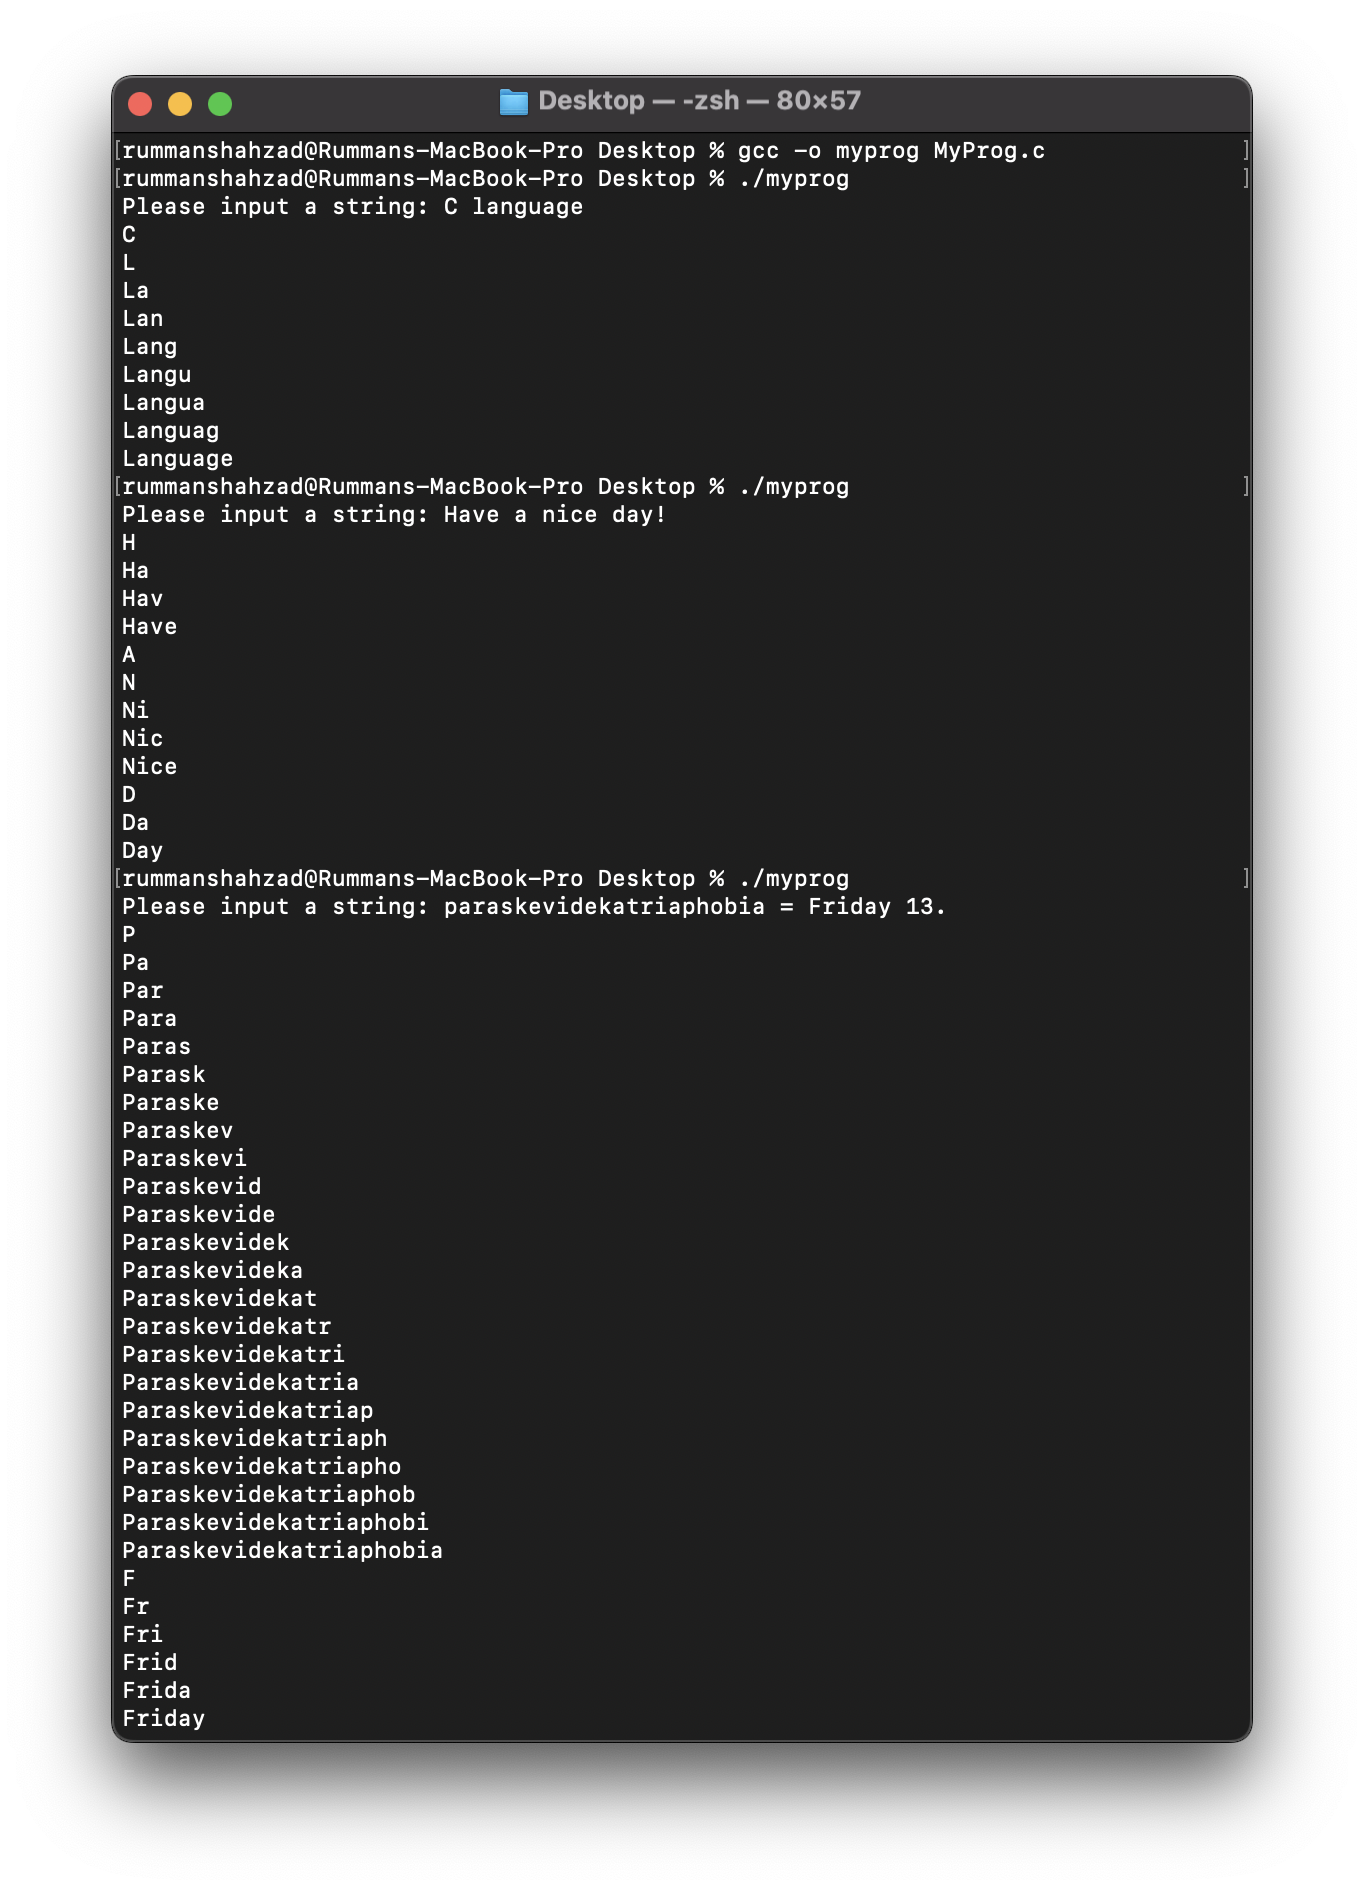 Desktop — -zsh — 80×57
[rummanshahzad@Rummans-MacBook-Pro Desktop % gcc -o myprog MyProg.c ]
[rummanshahzad@Rummans-MacBook-Pro Desktop % ./myprog ]
Please input a string: C language
C
L
La
Lan
Lang
Langu
Langua
Languag
Language
[rummanshahzad@Rummans-MacBook-Pro Desktop % ./myprog ]
Please input a string: Have a nice day!
H
Ha
Hav
Have
A
N
Ni
Nic
Nice
D
Da
Day
[rummanshahzad@Rummans-MacBook-Pro Desktop % ./myprog ]
Please input a string: paraskevidekatriaphobia = Friday 13.
P
Pa
Par
Para
Paras
Parask
Paraske
Paraskev
Paraskevi
Paraskevid
Paraskevide
Paraskevidek
Paraskevideka
Paraskevidekat
Paraskevidekatr
Paraskevidekatri
Paraskevidekatria
Paraskevidekatriap
Paraskevidekatriaph
Paraskevidekatriapho
Paraskevidekatriaphob
Paraskevidekatriaphobi
Paraskevidekatriaphobia
F
Fr
Fri
Frid
Frida
Friday